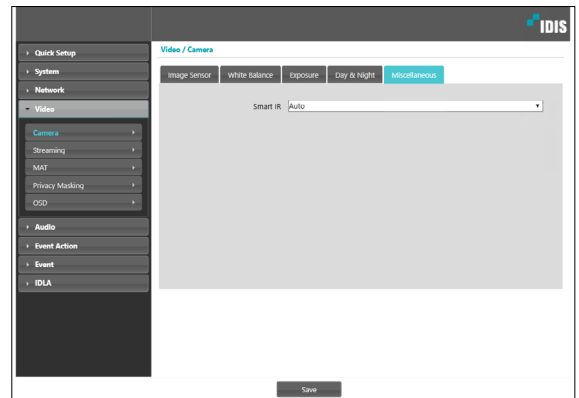 IDIS
Quick Setup
System
Network
Video
Camera
Streaming
MAT
Privacy Masking
OSD
Audio
Event Action
Event
IDLA
Video / Camera
Image Sensor White Balance Exposure Day & Night Miscellaneous
Smart IR Auto
Save